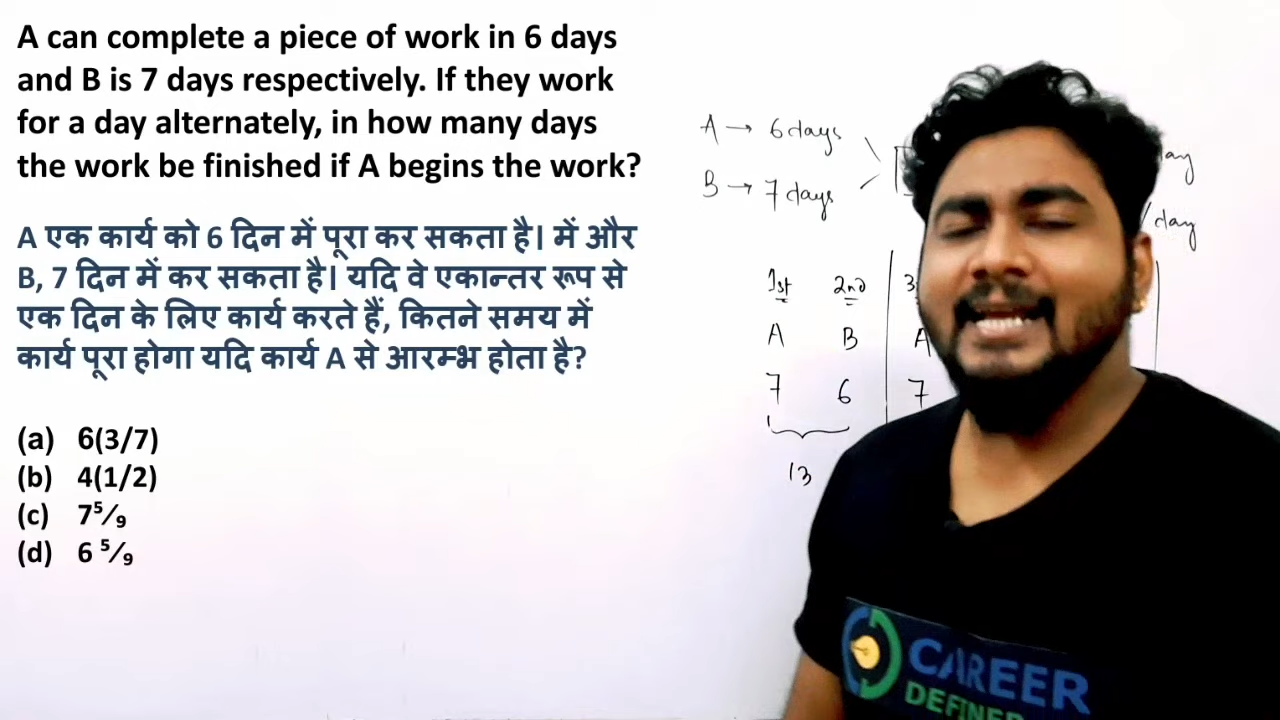 A can complete a piece of work in 6 days
and B is 7 days respectively. If they work
for a day alternately, in how many days
the work be finished if A begins the work?
A एक कार्य को 6 दिन में पूरा कर सकता है। में और
B, 7 दिन में कर सकता है। यदि वे एकान्तर रूप से
एक दिन के लिए कार्य करते हैं, कितने समय में
कार्य पूरा होगा यदि कार्य A से आरम्भ होता है?
(a) 6(3/7)
(b) 4(1/2)
(c) 7⁵⁄₉
(d) 6 ⁵⁄₉
A → 6 days
B → 7 days
/day
1st 2nd
A B A
7 6 7
13
CAREER
DEFINER